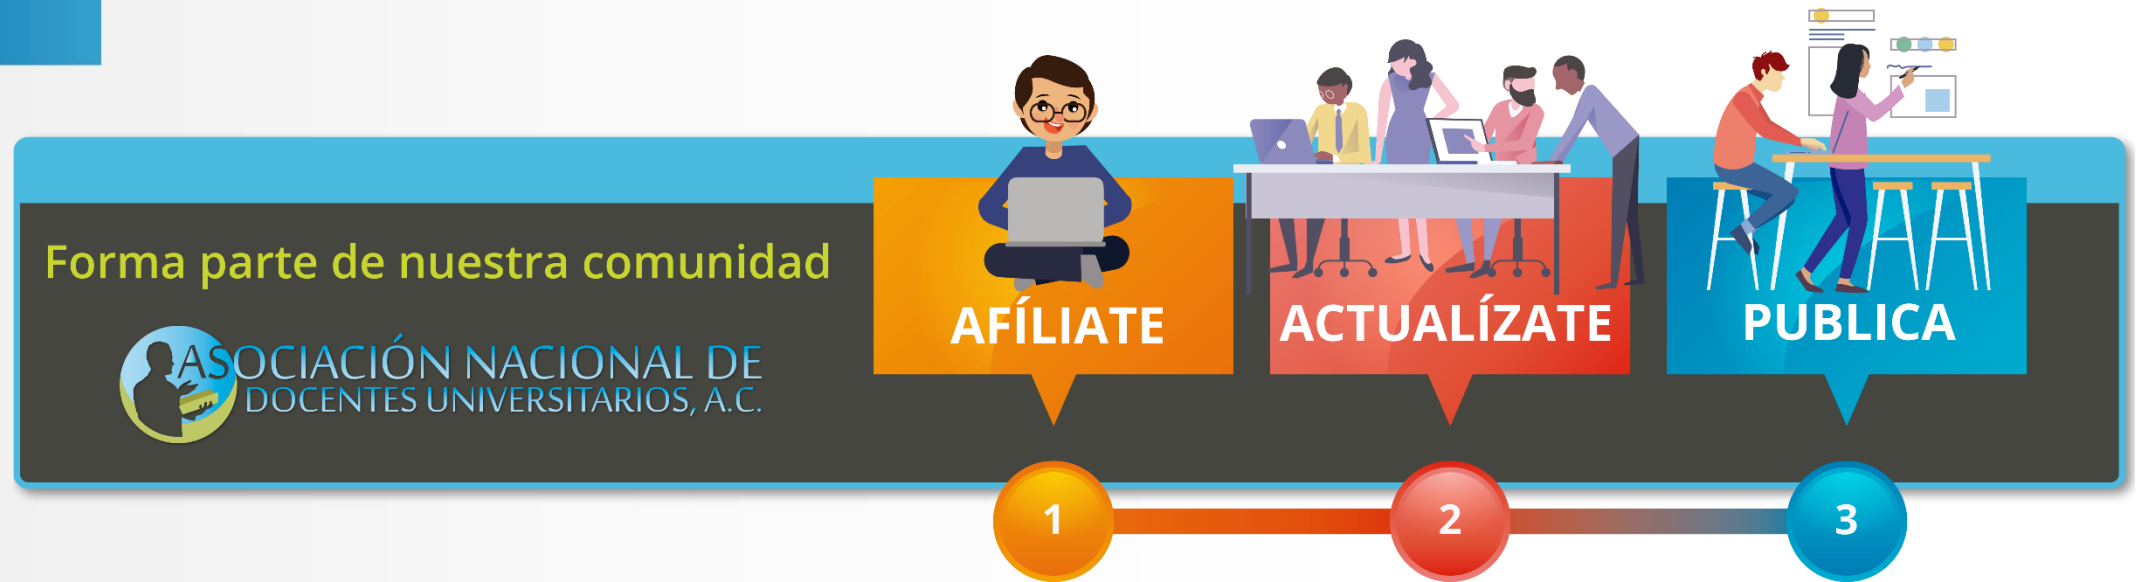 Forma parte de nuestra comunidad
ASOCIACIÓN NACIONAL DE
DOCENTES UNIVERSITARIOS, A.C.
AFÍLIATE
ACTUALÍZATE
PUBLICA
1
2
3